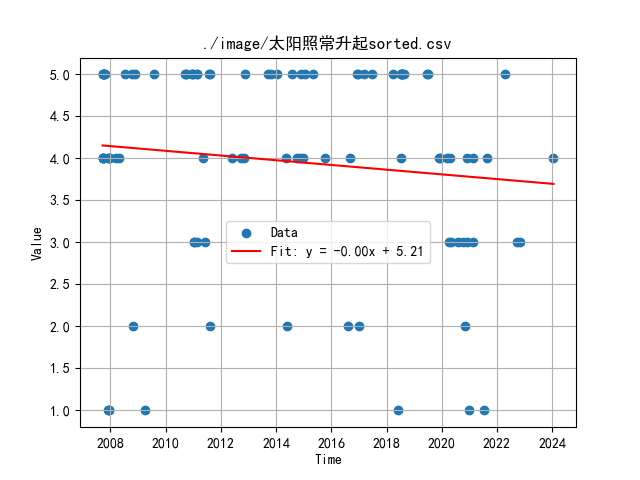 ./image/太阳照常升起sorted.csv
5.0
4.5
4.0
3.5
3.0
2.5
2.0
1.5
1.0
Value
Data
Fit: y = -0.00x + 5.21
2008 2010 2012 2014 2016 2018 2020 2022 2024
Time